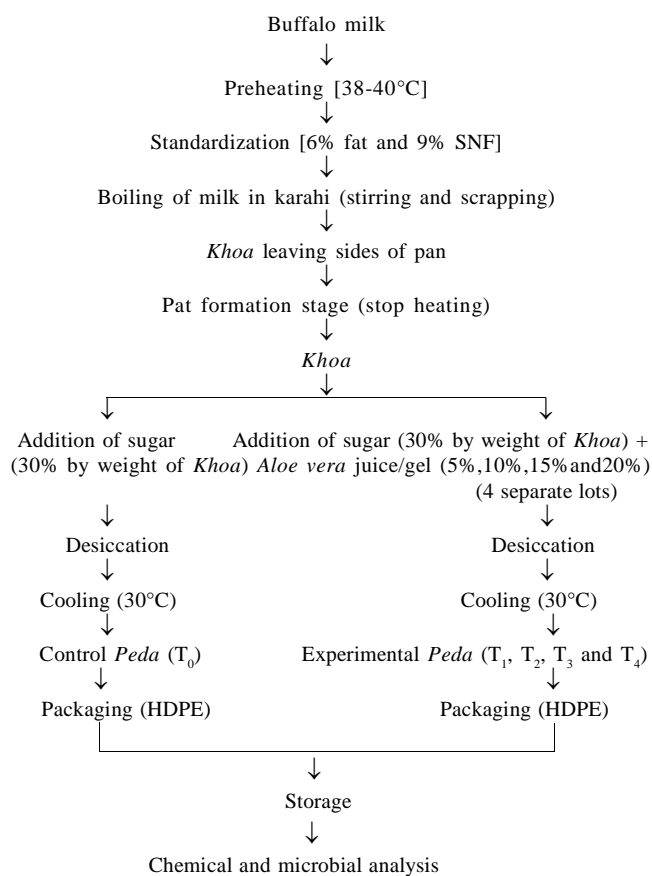 Buffalo milk
↓
Preheating [38-40°C]
↓
Standardization [6% fat and 9% SNF]
↓
Boiling of milk in karahi (stirring and scrapping)
↓
Khoa leaving sides of pan
↓
Pat formation stage (stop heating)
↓
Khoa
↓
↓ ↓
Addition of sugar
(30% by weight of Khoa)
Addition of sugar (30% by weight of Khoa) +
Aloe vera juice/gel (5%,10%,15%and20%)
(4 separate lots)
↓ ↓
Desiccation Desiccation
↓ ↓
Cooling (30°C) Cooling (30°C)
↓ ↓
Control Peda (T₀) Experimental Peda (T₁, T₂, T₃ and T₄)
↓ ↓
Packaging (HDPE) Packaging (HDPE)
↓
Storage
↓
Chemical and microbial analysis